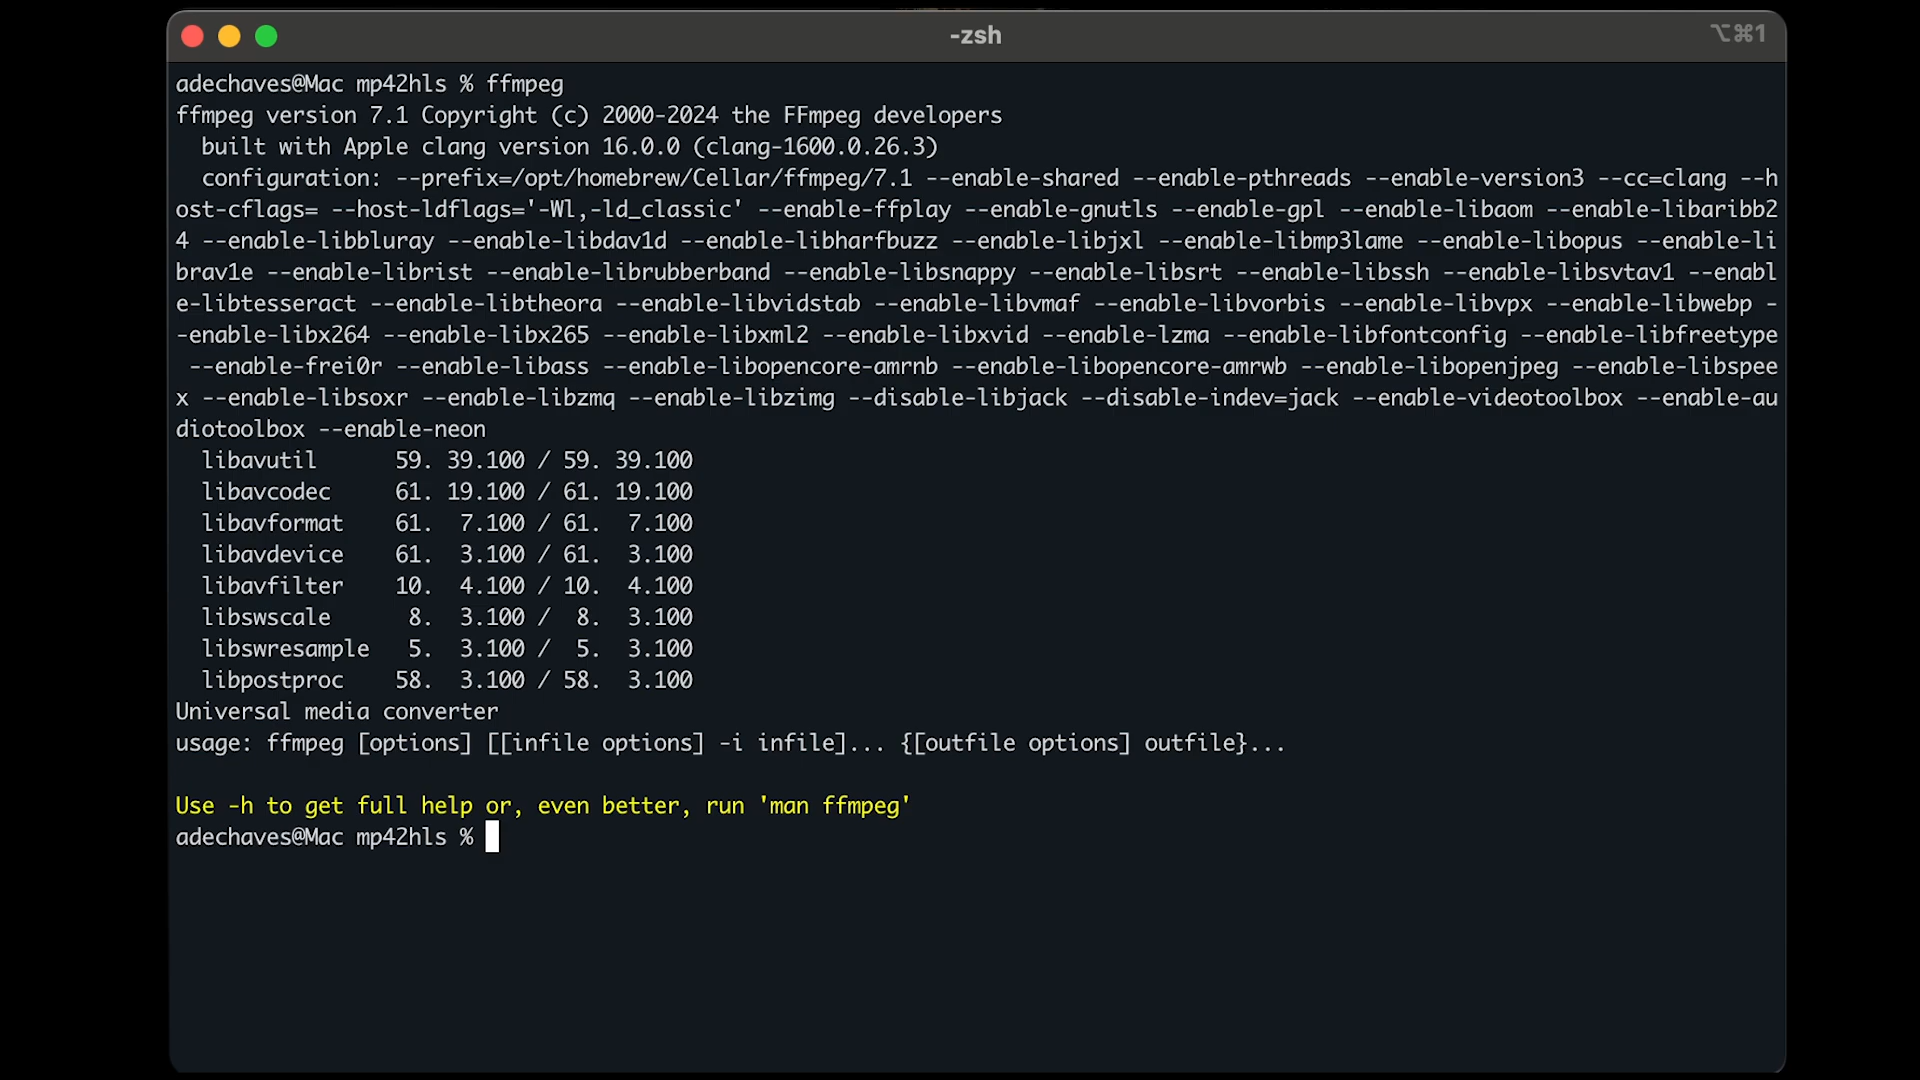 -zsh
⌥⌘1
adechaves@Mac mp42hls % ffmpeg
ffmpeg version 7.1 Copyright (c) 2000-2024 the FFmpeg developers
  built with Apple clang version 16.0.0 (clang-1600.0.26.3)
  configuration: --prefix=/opt/homebrew/Cellar/ffmpeg/7.1 --enable-shared --enable-pthreads --enable-version3 --cc=clang --h
ost-cflags= --host-ldflags='-Wl,-ld_classic' --enable-ffplay --enable-gnutls --enable-gpl --enable-libaom --enable-libaribb2
4 --enable-libbluray --enable-libdav1d --enable-libharfbuzz --enable-libjxl --enable-libmp3lame --enable-libopus --enable-li
brav1e --enable-librist --enable-librubberband --enable-libsnappy --enable-libsrt --enable-libssh --enable-libsvtav1 --enabl
e-libtesseract --enable-libtheora --enable-libvidstab --enable-libvmaf --enable-libvorbis --enable-libvpx --enable-libwebp -
-enable-libx264 --enable-libx265 --enable-libxml2 --enable-libxvid --enable-lzma --enable-libfontconfig --enable-libfreetype
 --enable-frei0r --enable-libass --enable-libopencore-amrnb --enable-libopencore-amrwb --enable-libopenjpeg --enable-libspee
x --enable-libsoxr --enable-libzmq --enable-libzimg --disable-libjack --disable-indev=jack --enable-videotoolbox --enable-au
diotoolbox --enable-neon
  libavutil      59. 39.100 / 59. 39.100
  libavcodec     61. 19.100 / 61. 19.100
  libavformat    61.  7.100 / 61.  7.100
  libavdevice    61.  3.100 / 61.  3.100
  libavfilter    10.  4.100 / 10.  4.100
  libswscale      8.  3.100 /  8.  3.100
  libswresample   5.  3.100 /  5.  3.100
  libpostproc    58.  3.100 / 58.  3.100
Universal media converter
usage: ffmpeg [options] [[infile options] -i infile]... {[outfile options] outfile}...
Use -h to get full help or, even better, run 'man ffmpeg'
adechaves@Mac mp42hls %